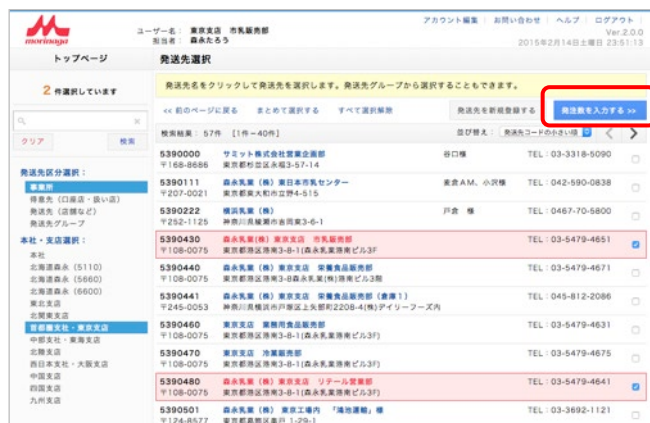 morinaga
ユーザー名： 東京支店 市乳販売部
担当者： 森永たろう
アカウント編集 | お問い合わせ | ヘルプ | ログアウト
Ver.2.0.0
2015年2月14日土曜日 23:51:13
トップページ
発送先選択
2 件選択しています
発送先名をクリックして発送先を選択します。発送先グループから選択することもできます。
<< 前のページに戻る まとめて選択する すべて選択解除 発送先を新規登録する 発注数を入力する >>
検索結果： 57件 [1件－40件] 並び替え： 発送先コードの小さい順 < >
クリア 検索
発送先区分選択：
事業所
得意先（口座店・扱い店）
発送先（店舗など）
発送先グループ
本社・支店選択：
本社
北海道森永（5110）
北海道森永（5660）
北海道森永（6600）
東北支店
北関東支店
首都圏支社・東京支店
中部支社・東海支店
北陸支店
西日本支社・大阪支店
中国支店
四国支店
九州支店
5390000 サミット株式会社営業企画部 谷口様 TEL：03-3318-5090
〒168-8686 東京都杉並区永福3-57-14
5390111 森永乳業（株）東日本市乳センター 麦倉AM、小沢様 TEL：042-590-0838
〒207-0021 東京都東大和市立野4-515
5390222 横浜乳業（株） 戸倉 様 TEL：0467-70-5800
〒252-1125 神奈川県綾瀬市吉岡東3-6-1
5390430 森永乳業(株) 東京支店 市乳販売部 TEL：03-5479-4651
〒108-0075 東京都港区港南3-8-1(森永乳業港南ビル3F
5390440 森永乳業（株）東京支店 栄養食品販売部 TEL：03-5479-4671
〒108-0075 東京都港区港南3-8森永乳業(株)港南ビル3階
5390441 森永乳業（株）東京支店 栄養食品販売部（倉庫1） TEL：045-812-2086
〒245-0053 神奈川県横浜市戸塚区上矢部町2208-4(株)デイリーフーズ内
5390460 東京支店 業務用食品販売部 TEL：03-5479-4631
〒108-0075 東京都港区港南3-8-1(森永乳業港南ビル3F)
5390470 東京支店 冷菓販売部 TEL：03-5479-4675
〒108-0075 東京都港区港南3-8-1(森永乳業港南ビル3F)
5390480 森永乳業（株）東京支店 リテール営業部 TEL：03-5479-4641
〒108-0075 東京都港区港南3-8-1(森永乳業港南ビル3F)
5390501 森永乳業（株） 東京工場内 「鴻池運輸」様 TEL：03-3692-1121
〒124-8577 東京都葛飾区奥戸 1-29-1